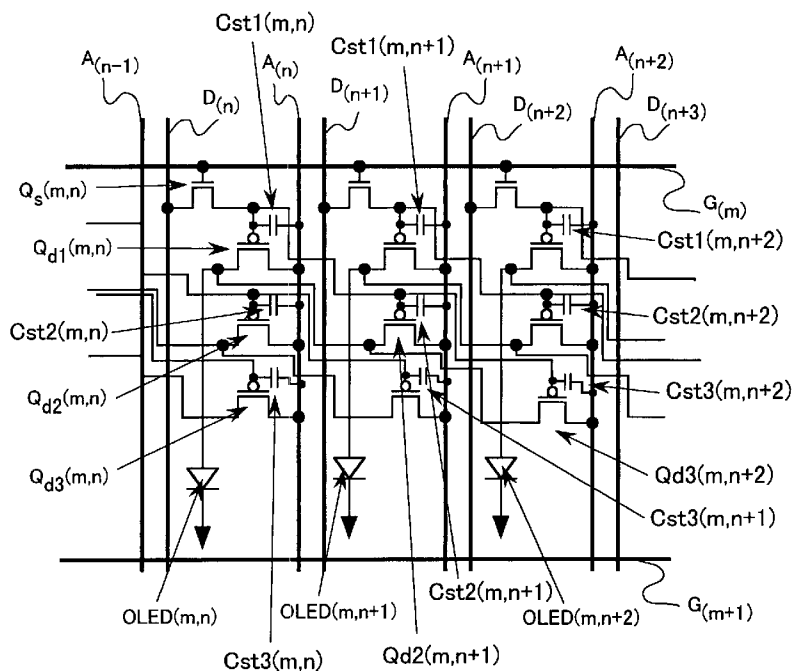 Cst1(m,n)
Cst1(m,n+1)
A(n-1)
A(n)
A(n+1)
A(n+2)
D(n)
D(n+1)
D(n+2)
D(n+3)
Qs(m,n)
G(m)
Qd1(m,n)
Cst1(m,n+2)
Cst2(m,n)
Cst2(m,n+2)
Qd2(m,n)
Cst3(m,n+2)
Qd3(m,n)
Qd3(m,n+2)
Cst3(m,n+1)
Cst2(m,n+1)
OLED(m,n)
OLED(m,n+1)
OLED(m,n+2)
G(m+1)
Cst3(m,n)
Qd2(m,n+1)